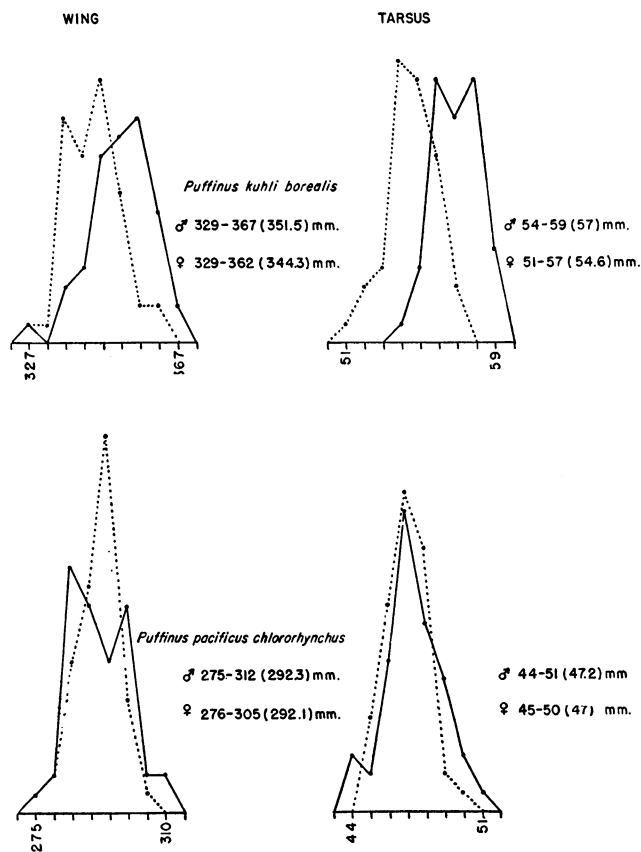 WING
TARSUS
Puffinus kuhli borealis
♂ 329-367 (351.5) mm.
♀ 329-362 (344.3) mm.
♂ 54-59 (57) mm.
♀ 51-57 (54.6) mm.
327
367
51
59
Puffinus pacificus chlororhynchus
♂ 275-312 (292.3) mm.
♀ 276-305 (292.1) mm.
♂ 44-51 (47.2) mm
♀ 45-50 (47) mm.
275
310
44
51